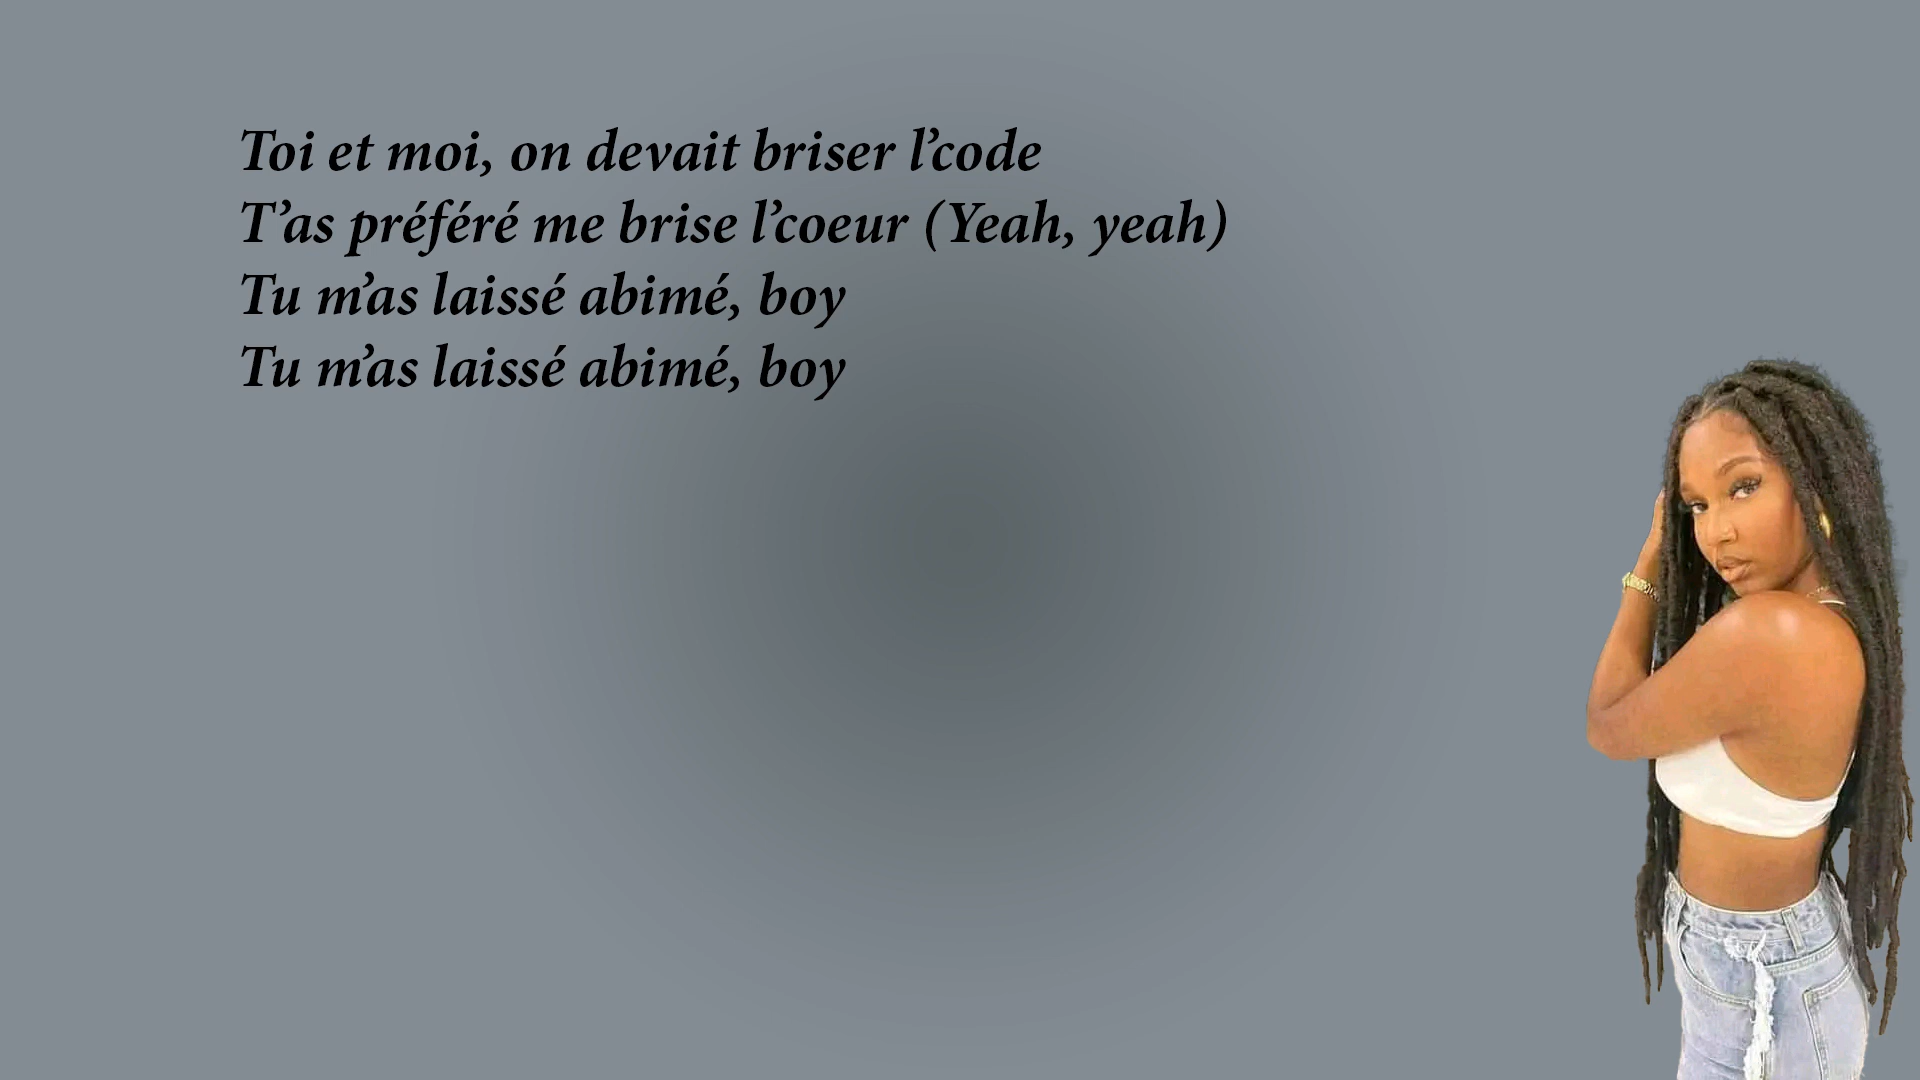 Toi et moi, on devait briser l’code
T’as préféré me brise l’coeur (Yeah, yeah)
Tu m’as laissé abimé, boy
Tu m’as laissé abimé, boy